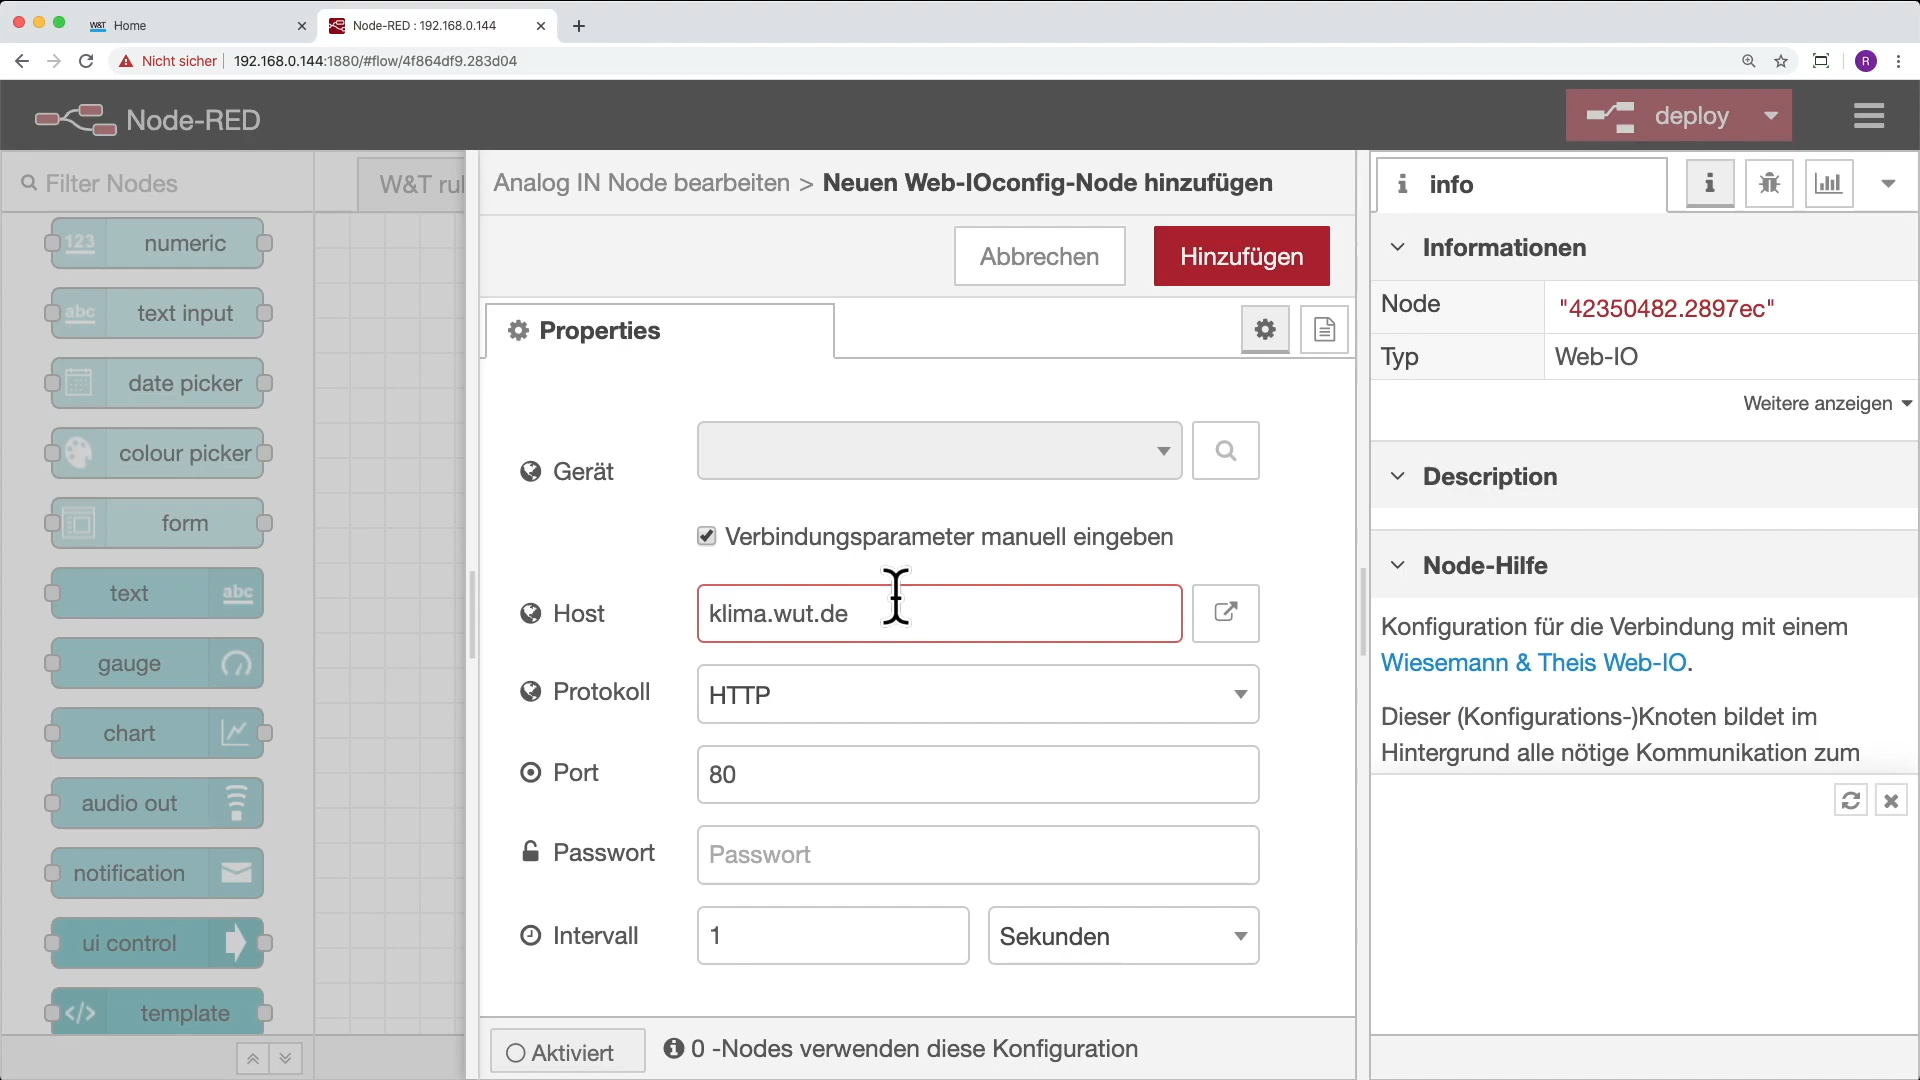 W&T Home
Node-RED : 192.168.0.144
Nicht sicher 192.168.0.144:1880/#flow/4f864df9.283d04
R
Node-RED
deploy
Filter Nodes
W&T rul
123 numeric
abc text input
date picker
colour picker
form
text abc
gauge
chart
audio out
notification
ui control
</> template
Analog IN Node bearbeiten > Neuen Web-IOconfig-Node hinzufügen
Abbrechen
Hinzufügen
Properties
Gerät
Verbindungsparameter manuell eingeben
Host klima.wut.de
Protokoll HTTP
Port 80
Passwort Passwort
Intervall 1 Sekunden
Aktiviert
0 -Nodes verwenden diese Konfiguration
i info
i
Informationen
Node "42350482.2897ec"
Typ Web-IO
Weitere anzeigen
Description
Node-Hilfe
Konfiguration für die Verbindung mit einem
Wiesemann & Theis Web-IO.
Dieser (Konfigurations-)Knoten bildet im
Hintergrund alle nötige Kommunikation zum